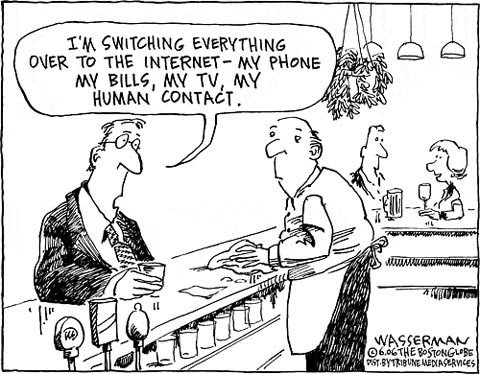 I'M SWITCHING EVERYTHING
OVER TO THE INTERNET - MY PHONE
MY BILLS, MY TV, MY
HUMAN CONTACT.
WASSERMAN
©6.06 THE BOSTON GLOBE
DIST. BY TRIBUNE MEDIA SERVICES